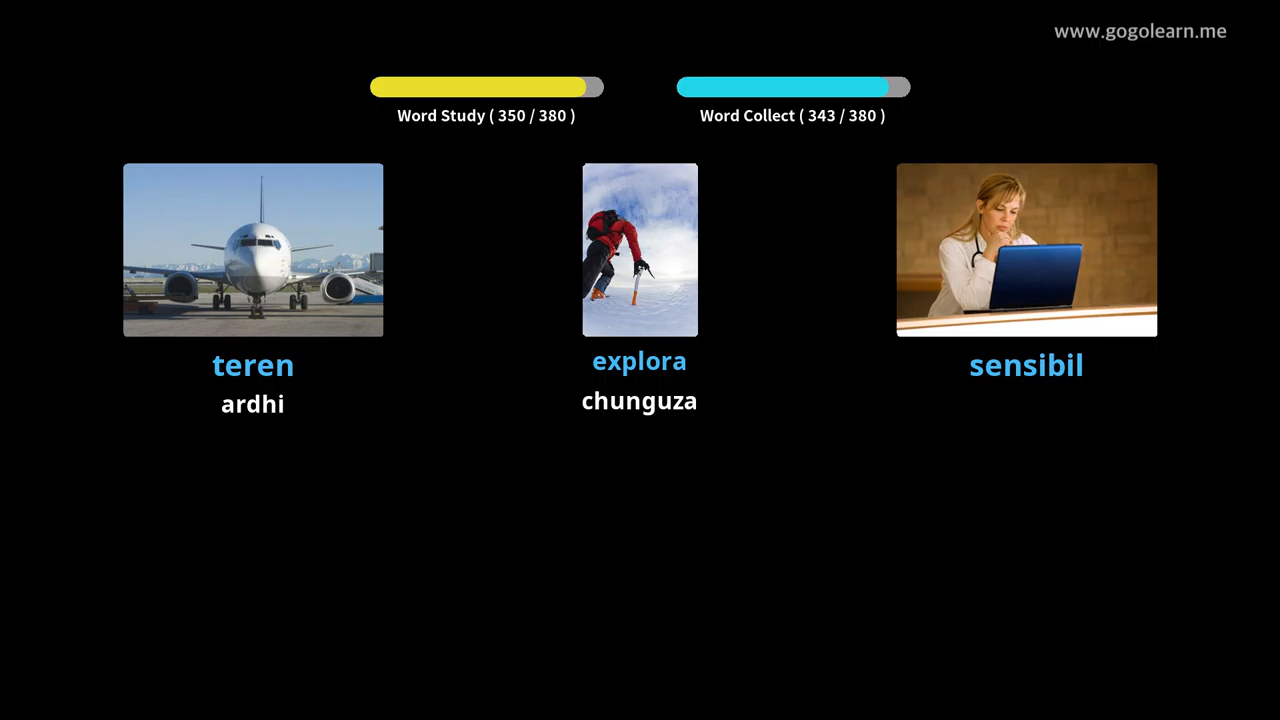 www.gogolearn.me
Word Study ( 350 / 380 )
Word Collect ( 343 / 380 )
teren
ardhi
explora
chunguza
sensibil